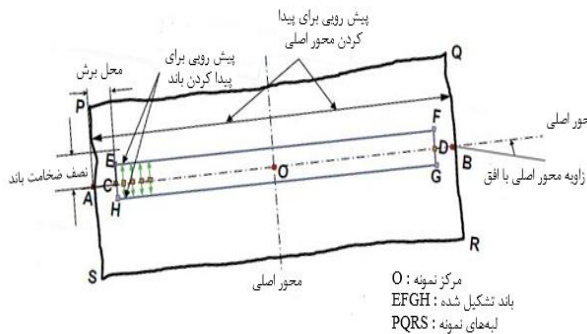 پیش رویی برای پیدا
کردن محور اصلی
پیش رویی برای
پیدا کردن باند
محل برش
Q
P
محور اصلی
F
E
نصف ضخامت باند
C
O
D
B
A
G
H
زاویه محور اصلی با افق
R
S
محور اصلی
O : مرکز نمونه
EFGH : باند تشکیل شده
PQRS : لبه‌های نمونه